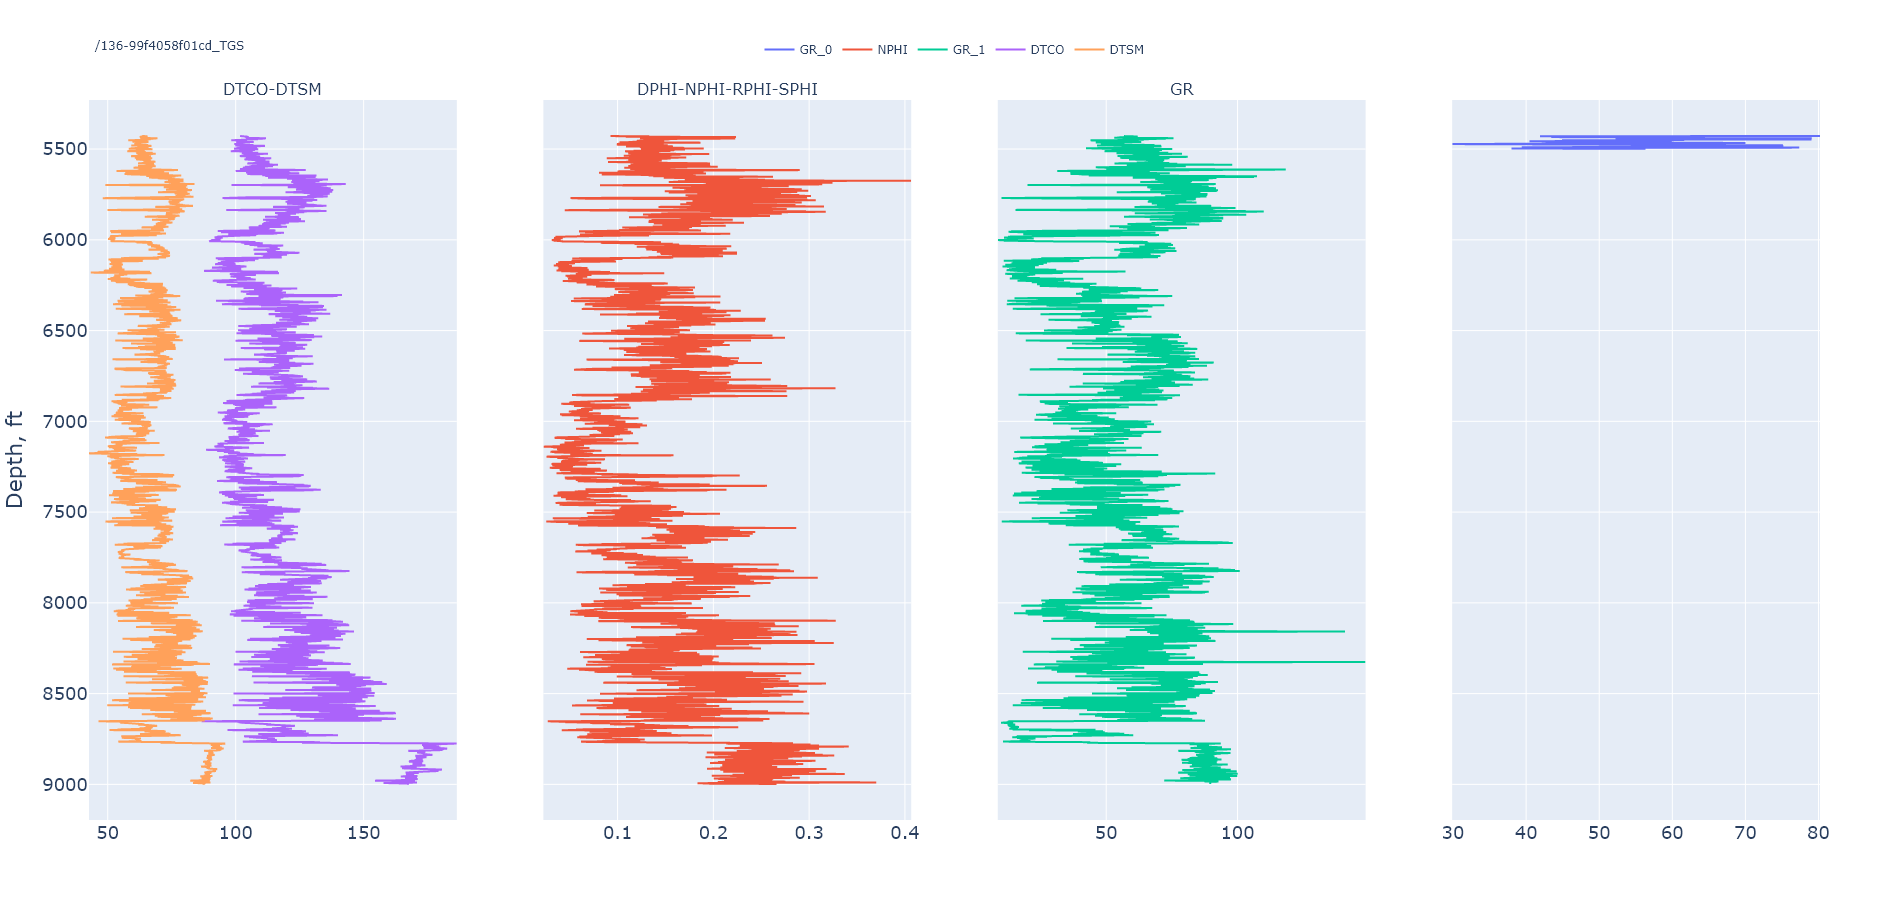 /136-99f4058f01cd_TGS
GR_0 NPHI GR_1 DTCO DTSM
DTCO-DTSM DPHI-NPHI-RPHI-SPHI GR
Depth, ft
5500
6000
6500
7000
7500
8000
8500
9000
50 100 150 0.1 0.2 0.3 0.4 50 100 30 40 50 60 70 80